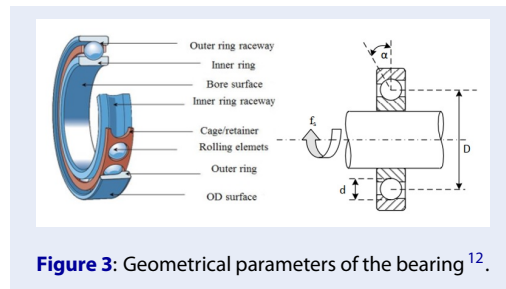 Outer ring raceway
Inner ring
Bore surface
Inner ring raceway
Cage/retainer
Rolling elemets
Outer ring
OD surface
α
fs
D
d
Figure 3: Geometrical parameters of the bearing 12.